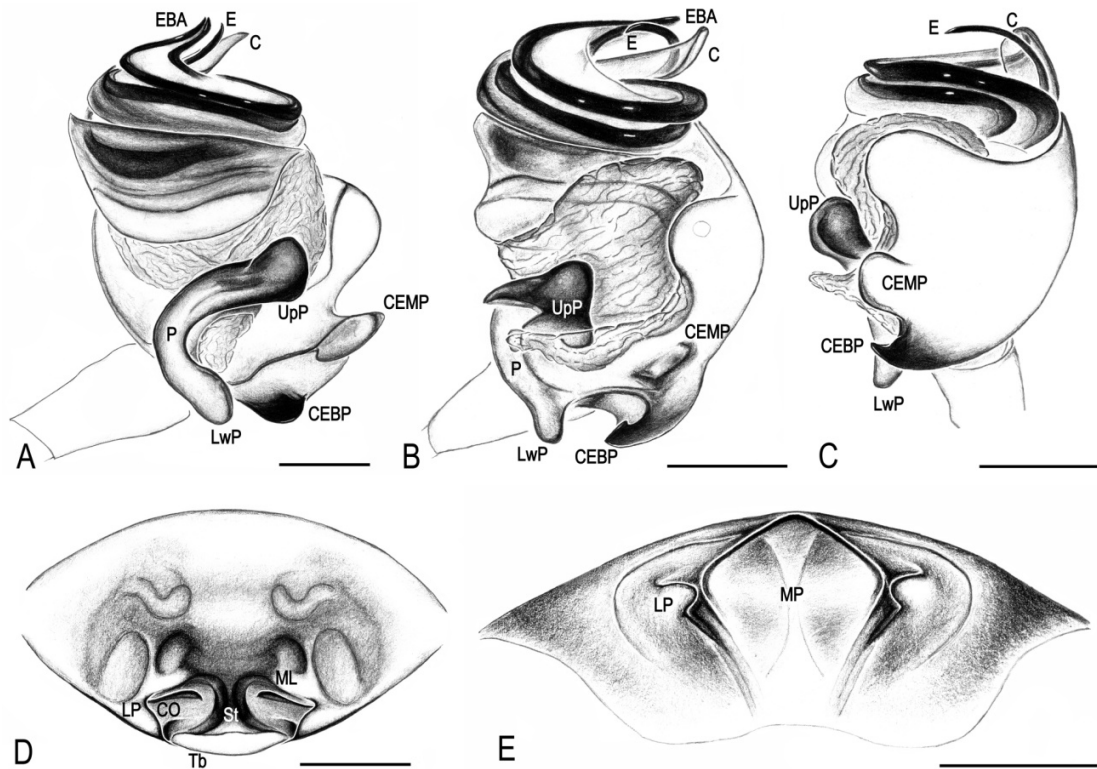 EBA E C
P UpP CEMP
LwP CEBP
A
EBA
E C
UpP CEMP
P
LwP CEBP
B
E C
UpP
CEMP
CEBP
LwP
C
ML
LP CO St
Tb
D
LP MP
E